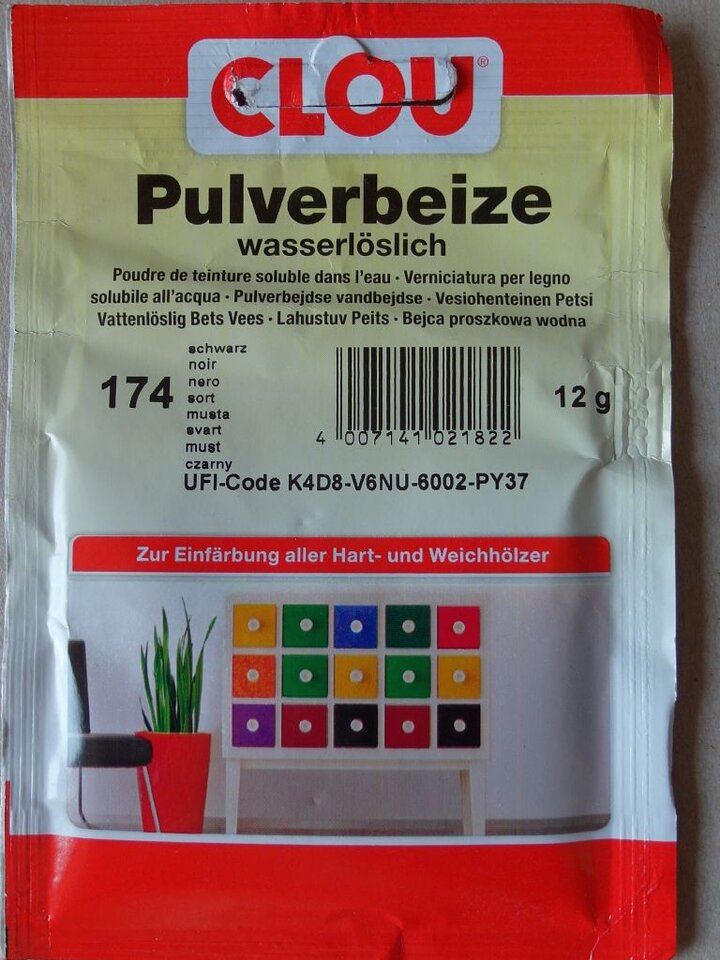 CLOU®
Pulverbeize
wasserlöslich
Poudre de teinture soluble dans l'eau · Verniciatura per legno
solubile all'acqua · Pulverbejdse vandbejdse · Vesiohenteinen Petsi
Vattenlöslig Bets Vees · Lahustuv Peits · Bejca proszkowa wodna
174
schwarz
noir
nero
sort
musta
svart
must
czarny
4 007141 021822
12 g
UFI-Code K4D8-V6NU-6002-PY37
Zur Einfärbung aller Hart- und Weichhölzer